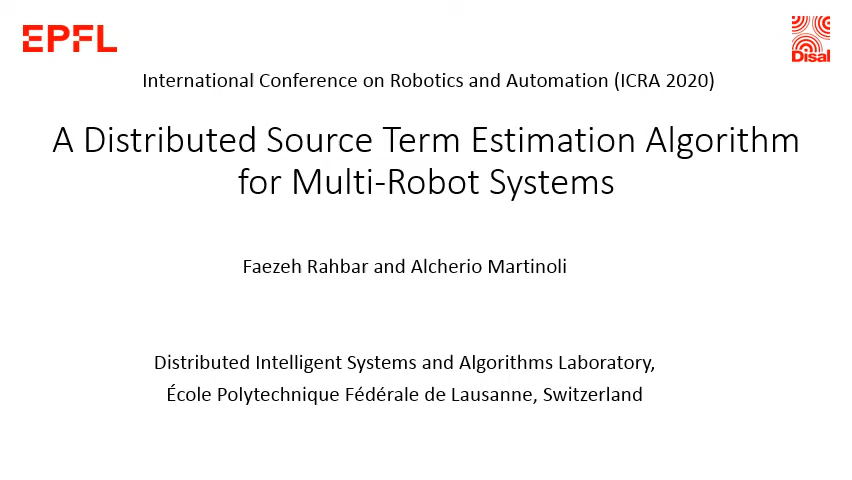 EPFL
Disal
International Conference on Robotics and Automation (ICRA 2020)
A Distributed Source Term Estimation Algorithm
for Multi-Robot Systems
Faezeh Rahbar and Alcherio Martinoli
Distributed Intelligent Systems and Algorithms Laboratory,
École Polytechnique Fédérale de Lausanne, Switzerland